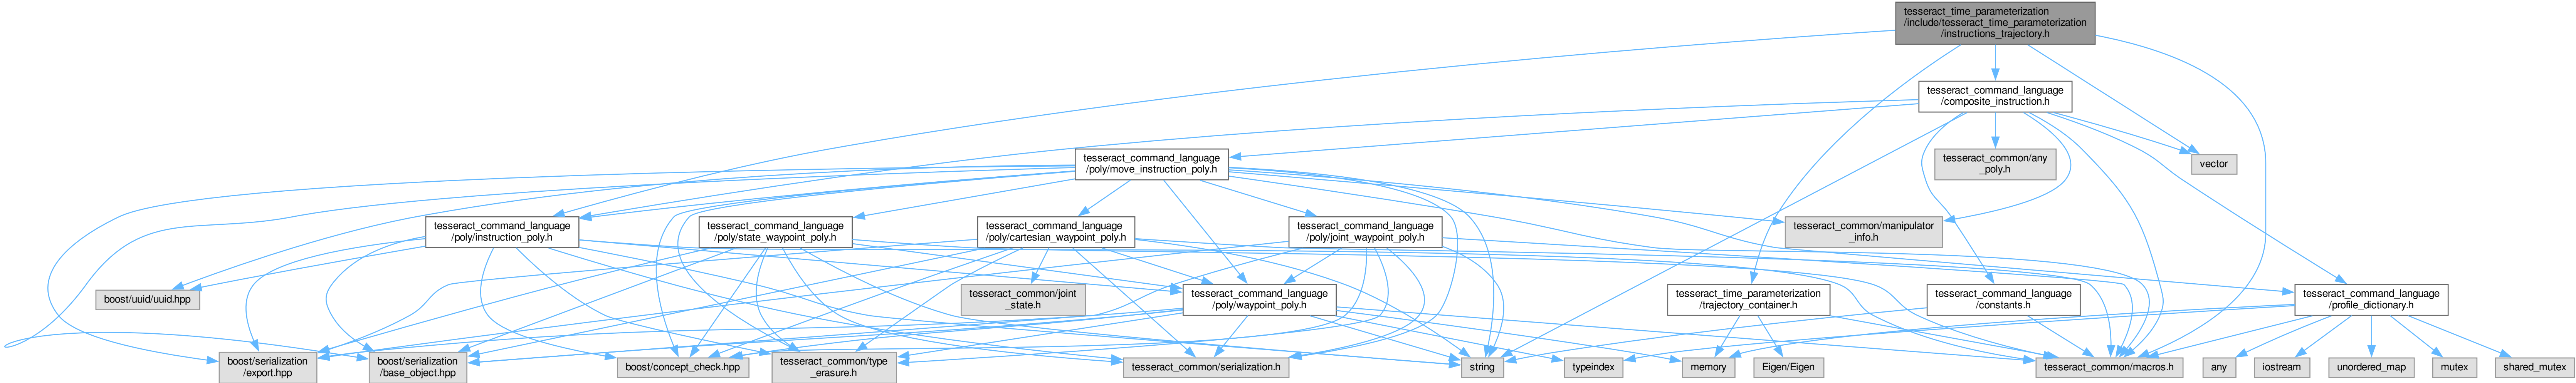 tesseract_time_parameterization
/include/tesseract_time_parameterization
/instructions_trajectory.h
tesseract_command_language
/composite_instruction.h
tesseract_command_language
/poly/move_instruction_poly.h
tesseract_common/any
_poly.h
vector
tesseract_command_language
/poly/instruction_poly.h
tesseract_command_language
/poly/state_waypoint_poly.h
tesseract_command_language
/poly/cartesian_waypoint_poly.h
tesseract_command_language
/poly/joint_waypoint_poly.h
tesseract_common/manipulator
_info.h
boost/uuid/uuid.hpp
tesseract_common/joint
_state.h
tesseract_command_language
/poly/waypoint_poly.h
tesseract_time_parameterization
/trajectory_container.h
tesseract_command_language
/constants.h
tesseract_command_language
/profile_dictionary.h
boost/serialization
/export.hpp
boost/serialization
/base_object.hpp
boost/concept_check.hpp
tesseract_common/type
_erasure.h
tesseract_common/serialization.h
string
typeindex
memory
Eigen/Eigen
tesseract_common/macros.h
any
iostream
unordered_map
mutex
shared_mutex